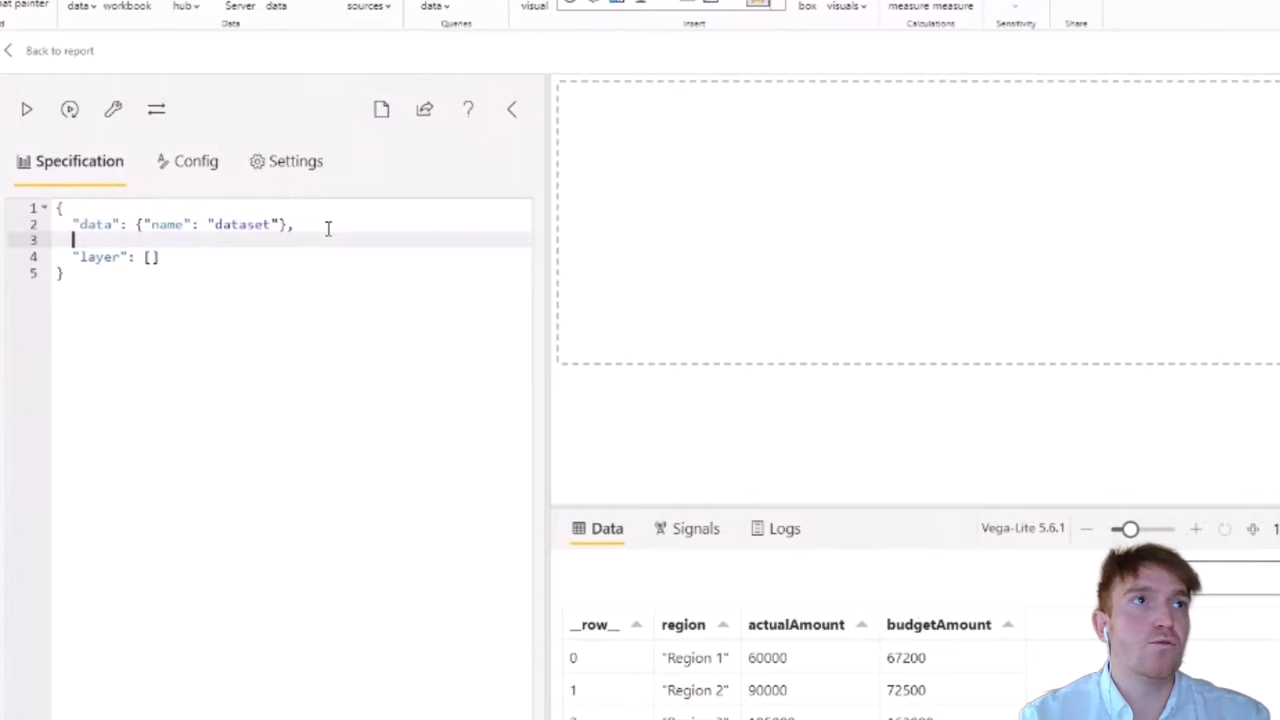 data workbook hub Server data sources data visual box visuals measure measure
Data Queries Insert Calculations Sensitivity Share
Back to report
Specification Config Settings
1 {
2 "data": {"name": "dataset"},
3
4 "layer": []
5 }
Data Signals Logs Vega-Lite 5.6.1
__row__ region actualAmount budgetAmount
0 "Region 1" 60000 67200
1 "Region 2" 90000 72500